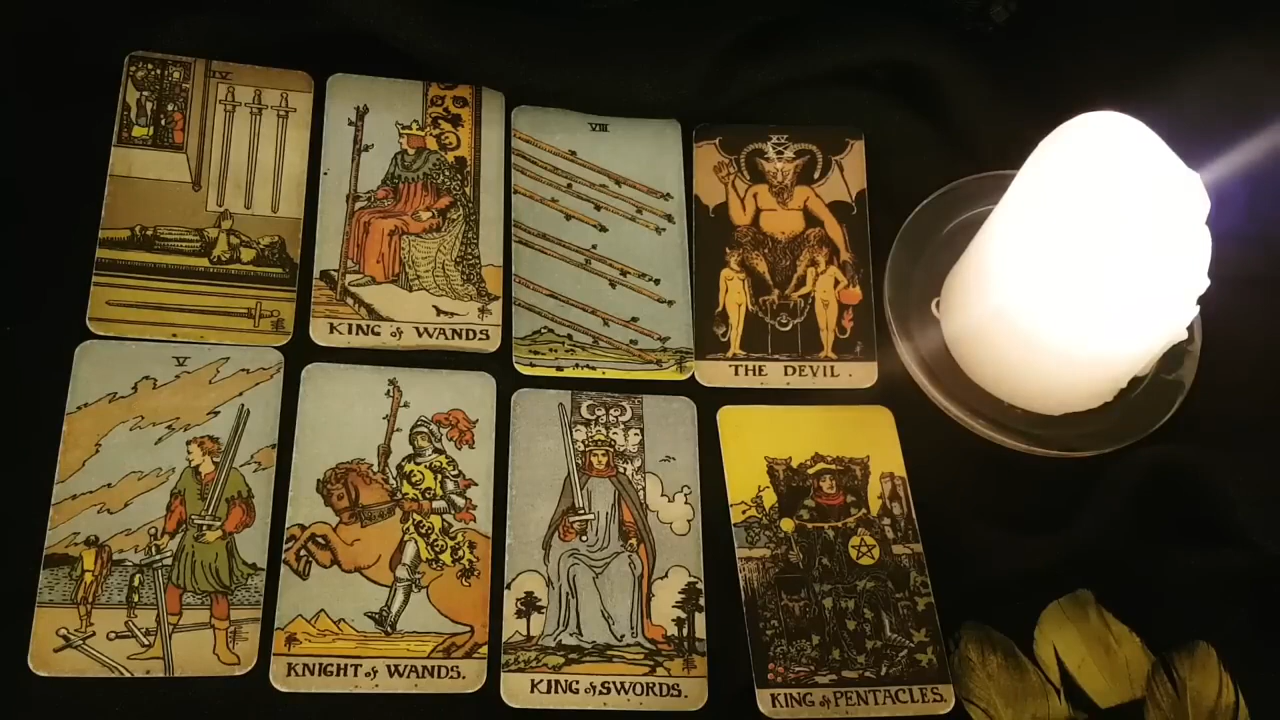 IV
KING of WANDS
VIII
XV
THE DEVIL .
V
KNIGHT of WANDS.
KING of SWORDS.
KING of PENTACLES.